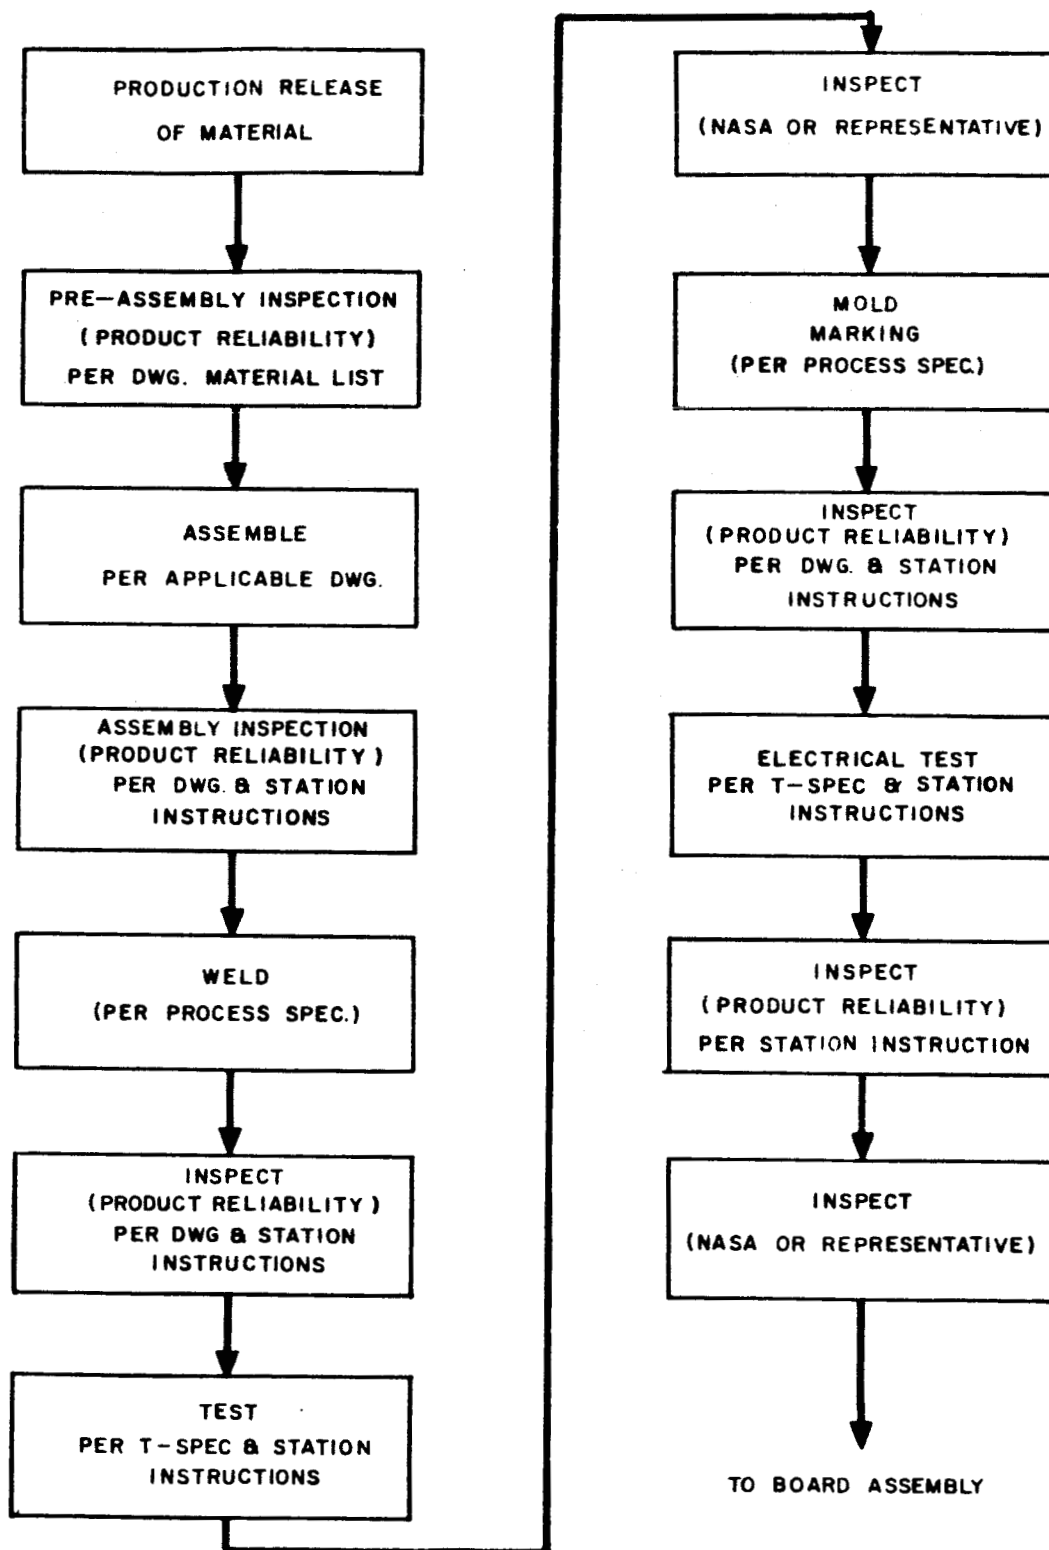 PRODUCTION RELEASE
OF MATERIAL
PRE-ASSEMBLY INSPECTION
(PRODUCT RELIABILITY)
PER DWG. MATERIAL LIST
ASSEMBLE
PER APPLICABLE DWG.
ASSEMBLY INSPECTION
(PRODUCT RELIABILITY)
PER DWG. & STATION
INSTRUCTIONS
WELD
(PER PROCESS SPEC.)
INSPECT
(PRODUCT RELIABILITY)
PER DWG & STATION
INSTRUCTIONS
TEST
PER T-SPEC & STATION
INSTRUCTIONS
INSPECT
(NASA OR REPRESENTATIVE)
MOLD
MARKING
(PER PROCESS SPEC.)
INSPECT
(PRODUCT RELIABILITY)
PER DWG. & STATION
INSTRUCTIONS
ELECTRICAL TEST
PER T-SPEC & STATION
INSTRUCTIONS
INSPECT
(PRODUCT RELIABILITY)
PER STATION INSTRUCTION
INSPECT
(NASA OR REPRESENTATIVE)
TO BOARD ASSEMBLY